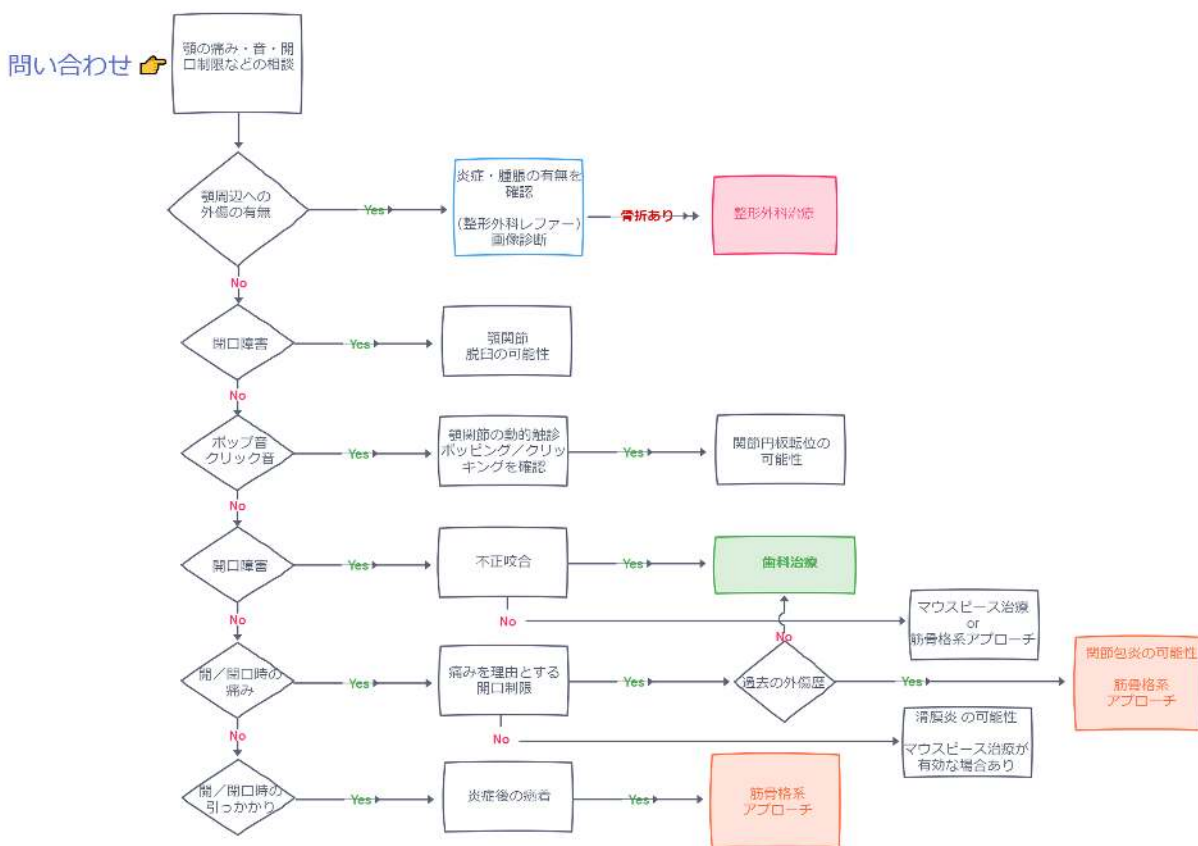 問い合わせ👉
顎の痛み・音・開
口制限などの相談
顎周辺への
外傷の有無
Yes
炎症・腫脹の有無を
確認
(整形外科レファー)
画像診断
骨折あり
整形外科治療
No
閉口障害
Yes
顎関節
脱臼の可能性
No
ポップ音
クリック音
Yes
顎関節の動的触診
ポッピング／クリッ
キングを確認
Yes
関節円板転位の
可能性
No
開口障害
Yes
不正咬合
Yes
歯科治療
No
マウスピース治療
or
筋骨格系アプローチ
No
開／閉口時の
痛み
Yes
痛みを理由とする
開口制限
Yes
過去の外傷歴
No
Yes
関節包炎の可能性
筋骨格系
アプローチ
No
滑膜炎 の可能性
マウスピース治療が
有効な場合あり
No
開／閉口時の
引っかかり
Yes
炎症後の癒着
Yes
筋骨格系
アプローチ